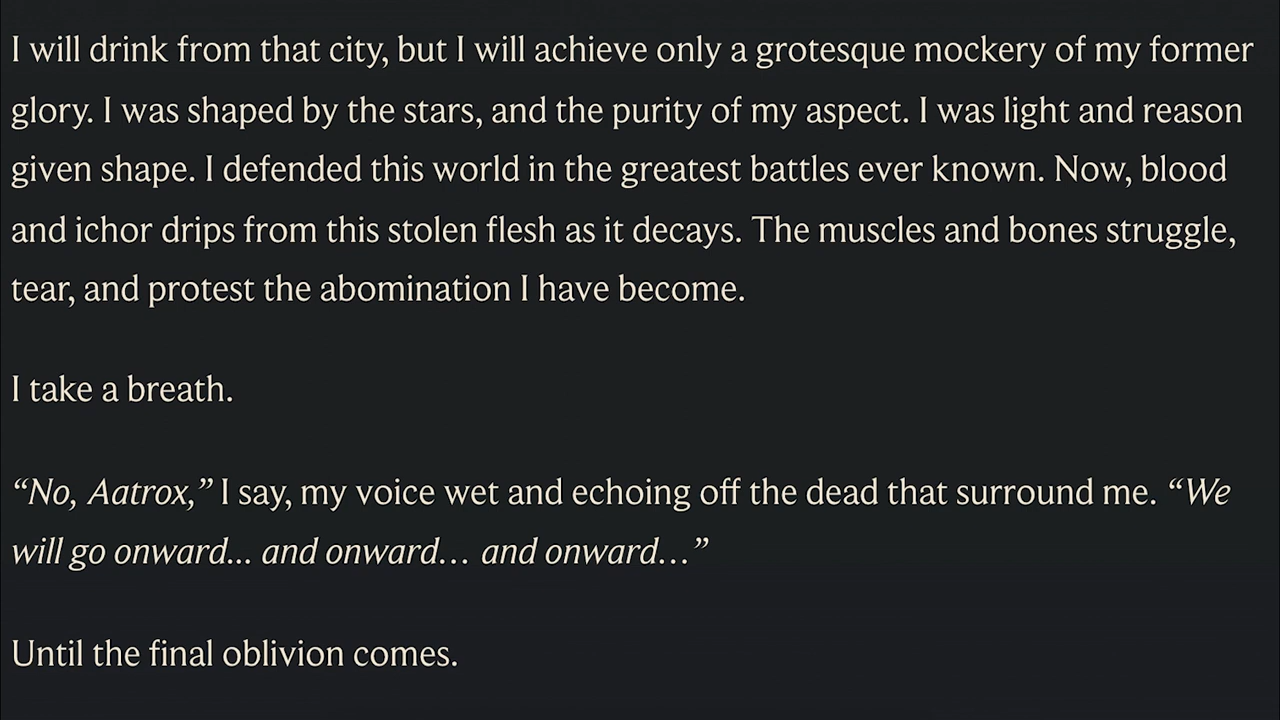 I will drink from that city, but I will achieve only a grotesque mockery of my former
glory. I was shaped by the stars, and the purity of my aspect. I was light and reason
given shape. I defended this world in the greatest battles ever known. Now, blood
and ichor drips from this stolen flesh as it decays. The muscles and bones struggle,
tear, and protest the abomination I have become.
I take a breath.
“No, Aatrox,” I say, my voice wet and echoing off the dead that surround me. “We
will go onward... and onward… and onward…”
Until the final oblivion comes.